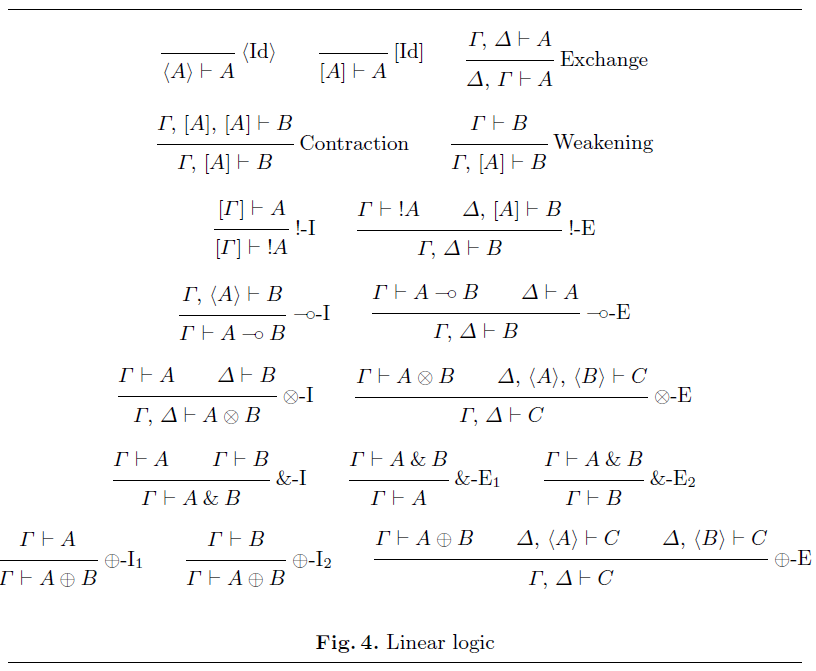 Γ, Δ ⊢ A
⟨A⟩ ⊢ A ⟨Id⟩ [A] ⊢ A [Id] Δ, Γ ⊢ A Exchange
Γ, [A], [A] ⊢ B Γ ⊢ B
Γ, [A] ⊢ B Contraction Γ, [A] ⊢ B Weakening
[Γ] ⊢ A Γ ⊢ !A Δ, [A] ⊢ B
[Γ] ⊢ !A !-I Γ, Δ ⊢ B !-E
Γ, ⟨A⟩ ⊢ B Γ ⊢ A ⊸ B Δ ⊢ A
Γ ⊢ A ⊸ B ⊸-I Γ, Δ ⊢ B ⊸-E
Γ ⊢ A Δ ⊢ B Γ ⊢ A ⊗ B Δ, ⟨A⟩, ⟨B⟩ ⊢ C
Γ, Δ ⊢ A ⊗ B ⊗-I Γ, Δ ⊢ C ⊗-E
Γ ⊢ A Γ ⊢ B Γ ⊢ A & B Γ ⊢ A & B
Γ ⊢ A & B &-I Γ ⊢ A &-E₁ Γ ⊢ B &-E₂
Γ ⊢ A Γ ⊢ B Γ ⊢ A ⊕ B Δ, ⟨A⟩ ⊢ C Δ, ⟨B⟩ ⊢ C
Γ ⊢ A ⊕ B ⊕-I₁ Γ ⊢ A ⊕ B ⊕-I₂ Γ, Δ ⊢ C ⊕-E
Fig. 4. Linear logic